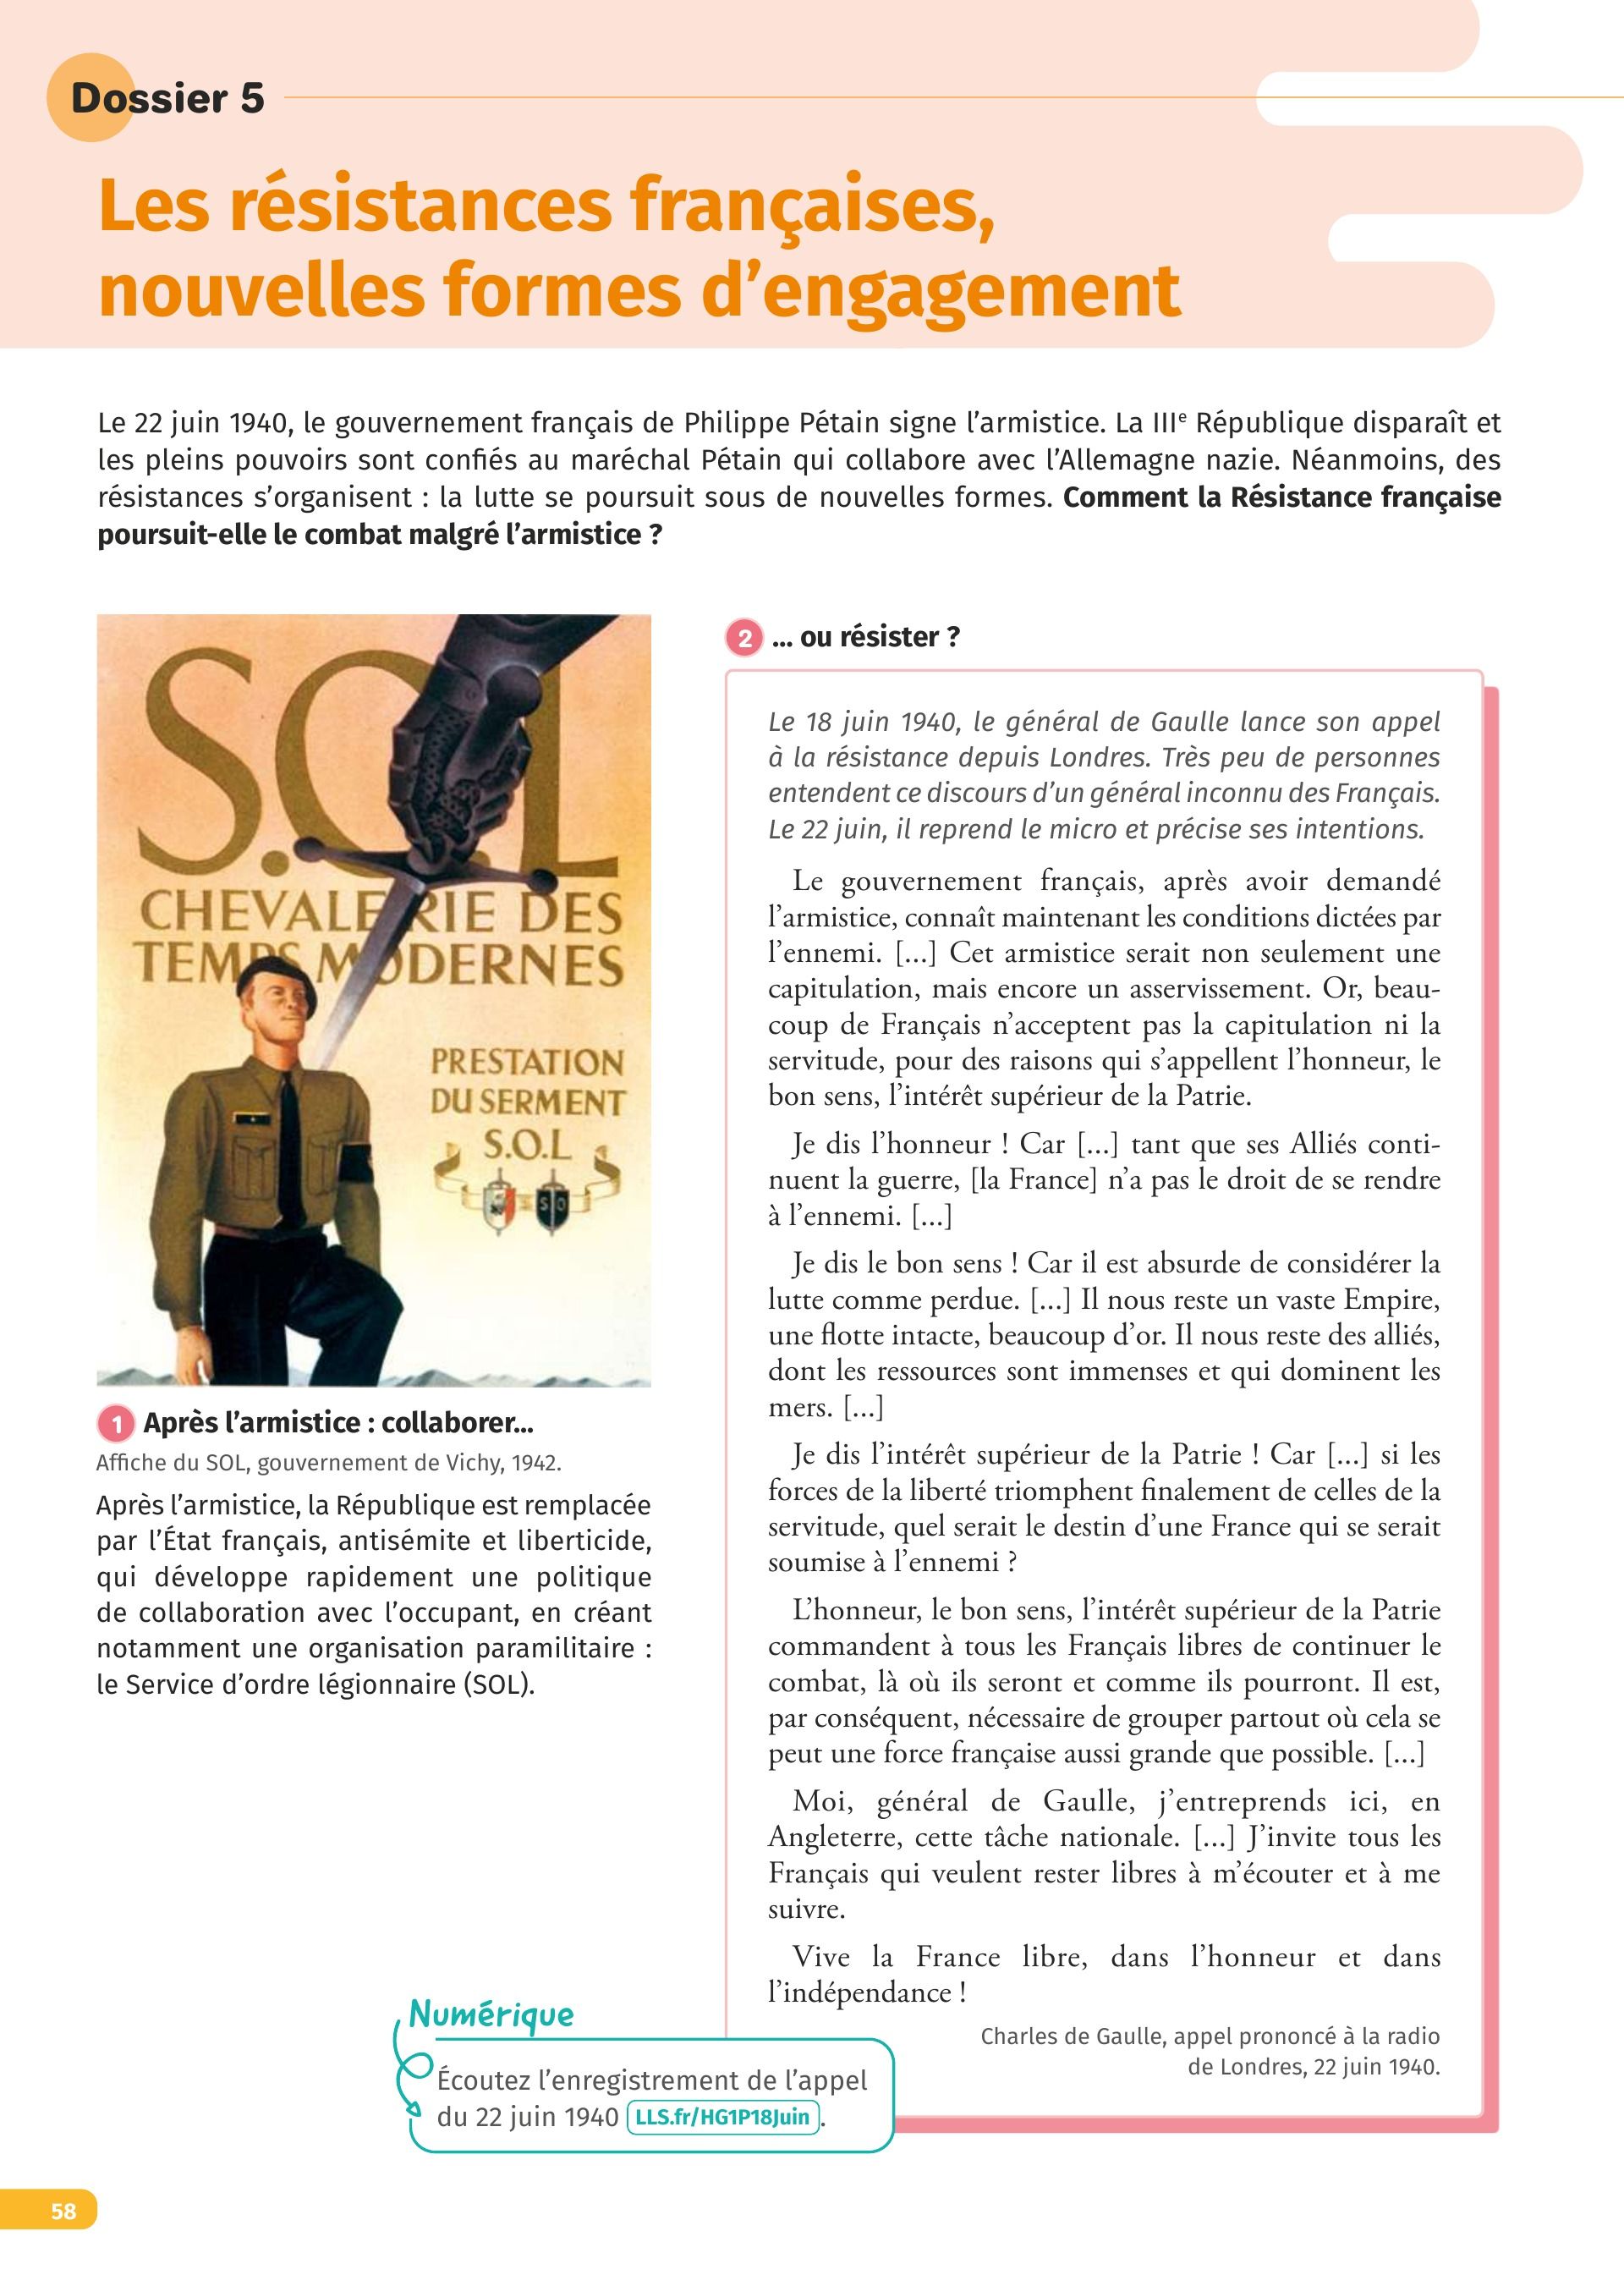 Dossier 5
Les résistances françaises,
nouvelles formes d’engagement
Le 22 juin 1940, le gouvernement français de Philippe Pétain signe l’armistice. La IIIe République disparaît et
les pleins pouvoirs sont confiés au maréchal Pétain qui collabore avec l’Allemagne nazie. Néanmoins, des
résistances s’organisent : la lutte se poursuit sous de nouvelles formes. Comment la Résistance française
poursuit-elle le combat malgré l’armistice ?
S.O.L
CHEVALERIE DES
TEMPS MODERNES
PRESTATION
DU SERMENT
S.O.L
1 Après l’armistice : collaborer...
Affiche du SOL, gouvernement de Vichy, 1942.
Après l’armistice, la République est remplacée
par l’État français, antisémite et liberticide,
qui développe rapidement une politique
de collaboration avec l’occupant, en créant
notamment une organisation paramilitaire :
le Service d’ordre légionnaire (SOL).
2 ... ou résister ?
Le 18 juin 1940, le général de Gaulle lance son appel
à la résistance depuis Londres. Très peu de personnes
entendent ce discours d’un général inconnu des Français.
Le 22 juin, il reprend le micro et précise ses intentions.
Le gouvernement français, après avoir demandé
l’armistice, connaît maintenant les conditions dictées par
l’ennemi. [...] Cet armistice serait non seulement une
capitulation, mais encore un asservissement. Or, beau-
coup de Français n’acceptent pas la capitulation ni la
servitude, pour des raisons qui s’appellent l’honneur, le
bon sens, l’intérêt supérieur de la Patrie.
Je dis l’honneur ! Car [...] tant que ses Alliés conti-
nuent la guerre, [la France] n’a pas le droit de se rendre
à l’ennemi. [...]
Je dis le bon sens ! Car il est absurde de considérer la
lutte comme perdue. [...] Il nous reste un vaste Empire,
une flotte intacte, beaucoup d’or. Il nous reste des alliés,
dont les ressources sont immenses et qui dominent les
mers. [...]
Je dis l’intérêt supérieur de la Patrie ! Car [...] si les
forces de la liberté triomphent finalement de celles de la
servitude, quel serait le destin d’une France qui se serait
soumise à l’ennemi ?
L’honneur, le bon sens, l’intérêt supérieur de la Patrie
commandent à tous les Français libres de continuer le
combat, là où ils seront et comme ils pourront. Il est,
par conséquent, nécessaire de grouper partout où cela se
peut une force française aussi grande que possible. [...]
Moi, général de Gaulle, j’entreprends ici, en
Angleterre, cette tâche nationale. [...] J’invite tous les
Français qui veulent rester libres à m’écouter et à me
suivre.
Vive la France libre, dans l’honneur et dans
l’indépendance !
Charles de Gaulle, appel prononcé à la radio
de Londres, 22 juin 1940.
Numérique
Écoutez l’enregistrement de l’appel
du 22 juin 1940 LLS.fr/HG1P18Juin .
58